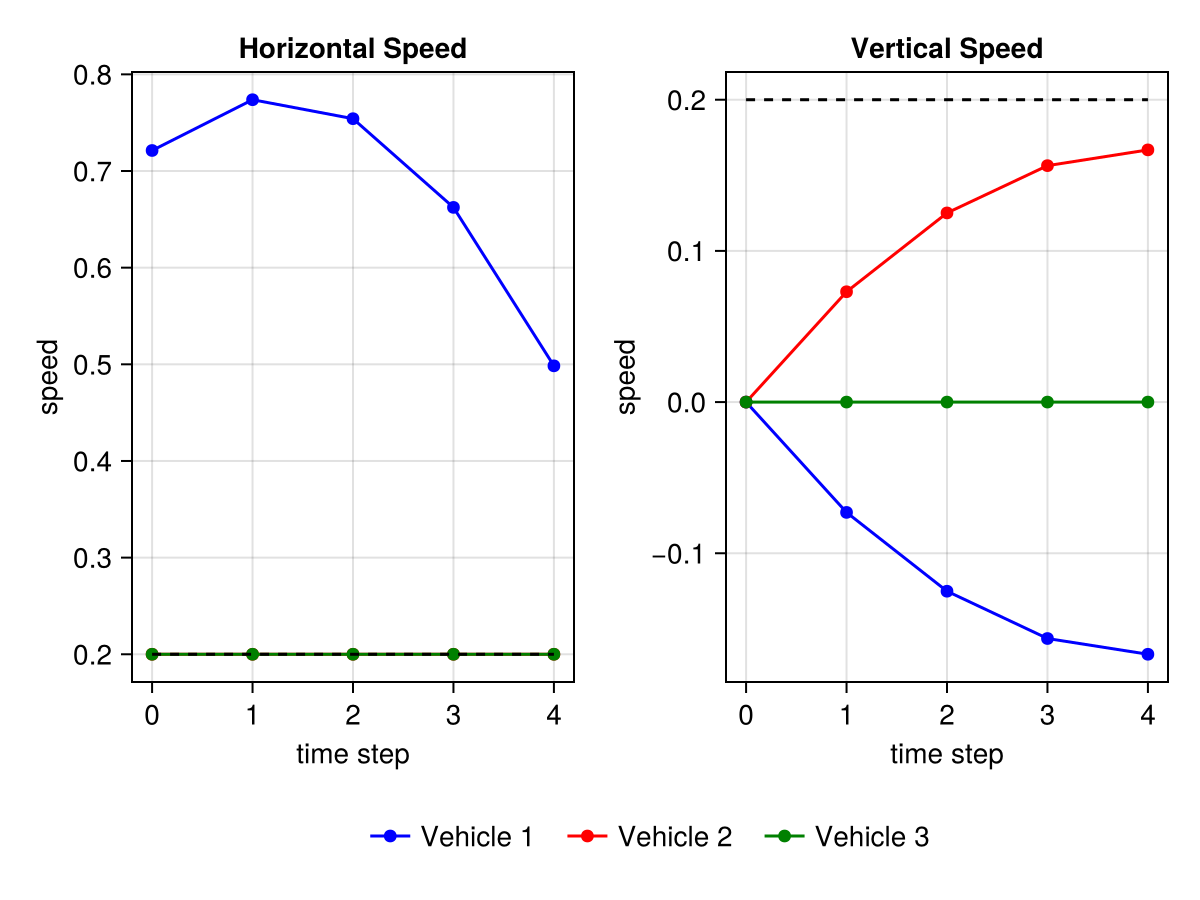 Horizontal Speed
0.8
0.7
0.6
0.5
0.4
0.3
0.2
speed
0 1 2 3 4
time step
Vertical Speed
0.2
0.1
0.0
−0.1
speed
0 1 2 3 4
time step
Vehicle 1 Vehicle 2 Vehicle 3